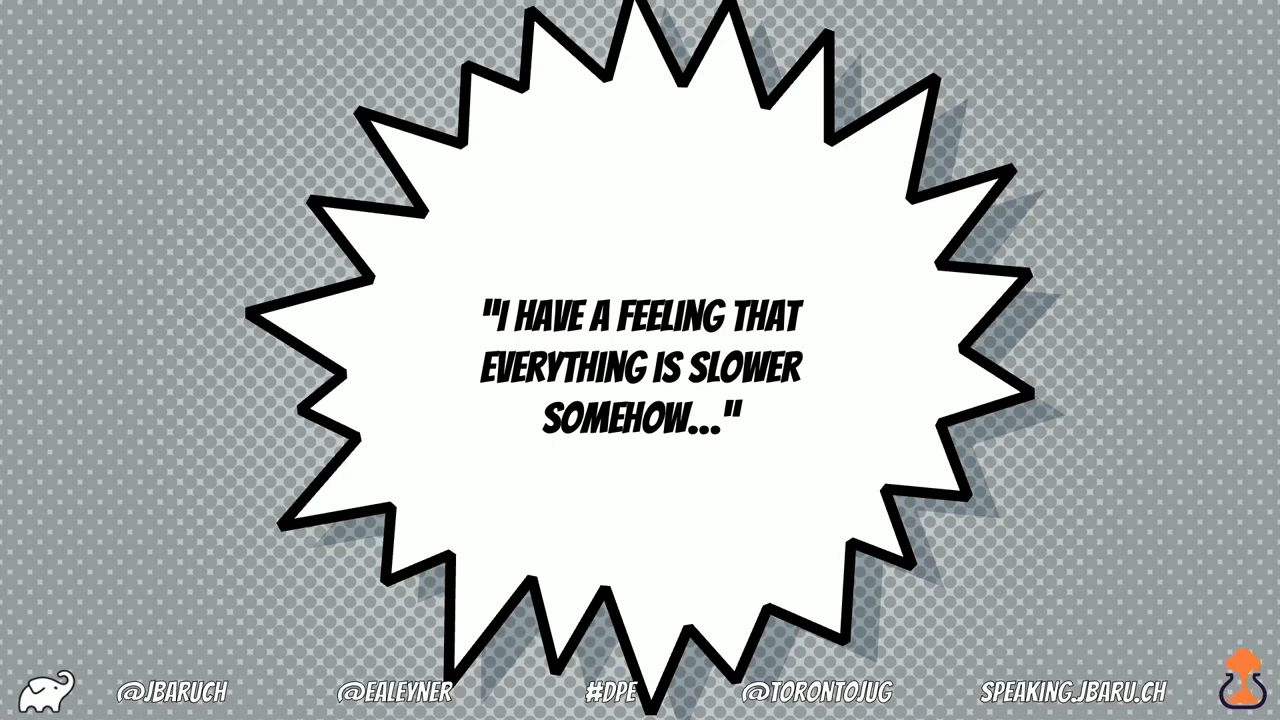 "I HAVE A FEELING THAT
EVERYTHING IS SLOWER
SOMEHOW..."
@JBARUCH @EALEYNER #DPE @TORONTOJUG SPEAKING.JBARU.CH